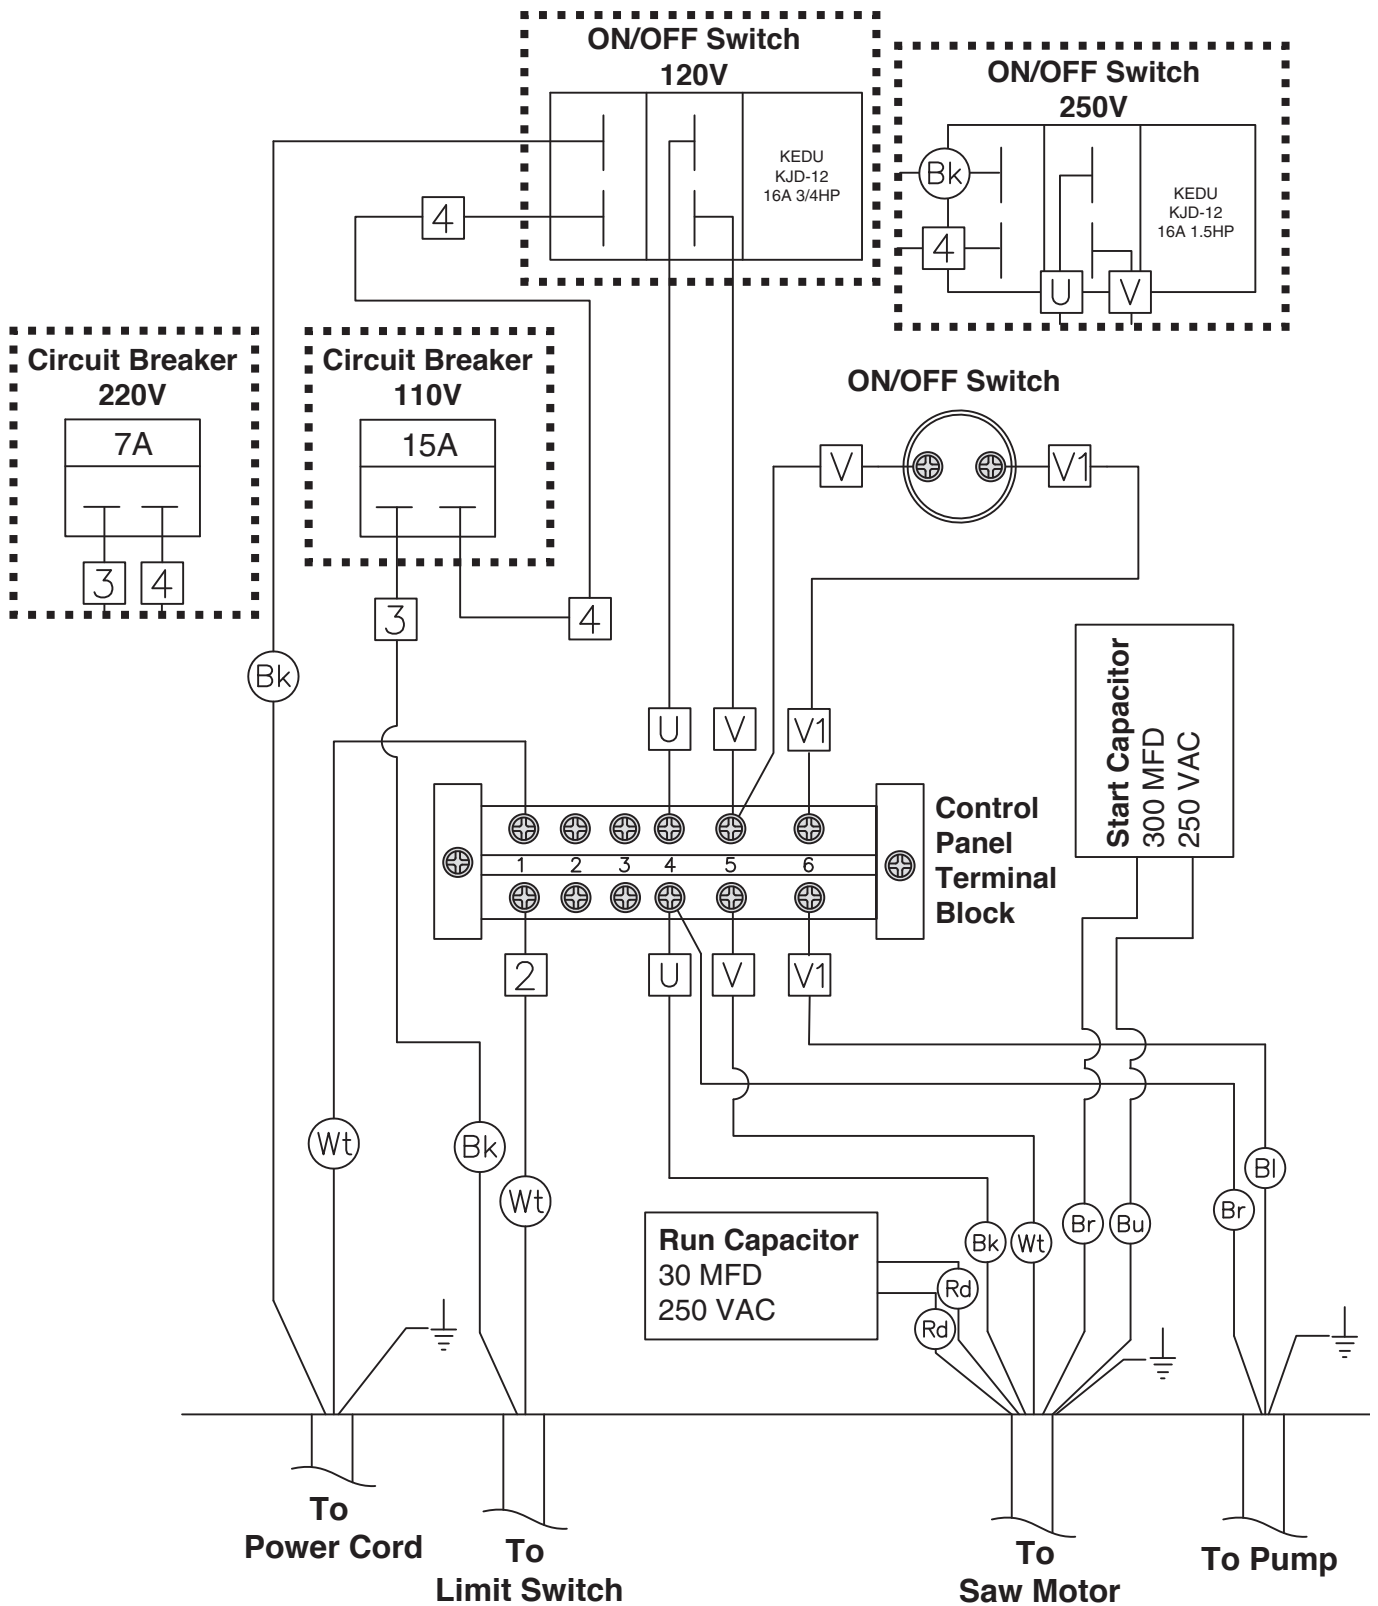 ON/OFF Switch
120V
KEDU
KJD-12
16A 3/4HP
ON/OFF Switch
250V
Bk
4
U
V
KEDU
KJD-12
16A 1.5HP
4
Circuit Breaker
220V
7A
3
4
Circuit Breaker
110V
15A
3
4
ON/OFF Switch
V
V1
Bk
U
V
V1
Start Capacitor
300 MFD
250 VAC
1
2
3
4
5
6
Control
Panel
Terminal
Block
2
U
V
V1
Wt
Bk
Wt
Run Capacitor
30 MFD
250 VAC
Rd
Rd
Bk
Wt
Br
Bu
Br
Bl
To
Power Cord
To
Limit Switch
To
Saw Motor
To Pump